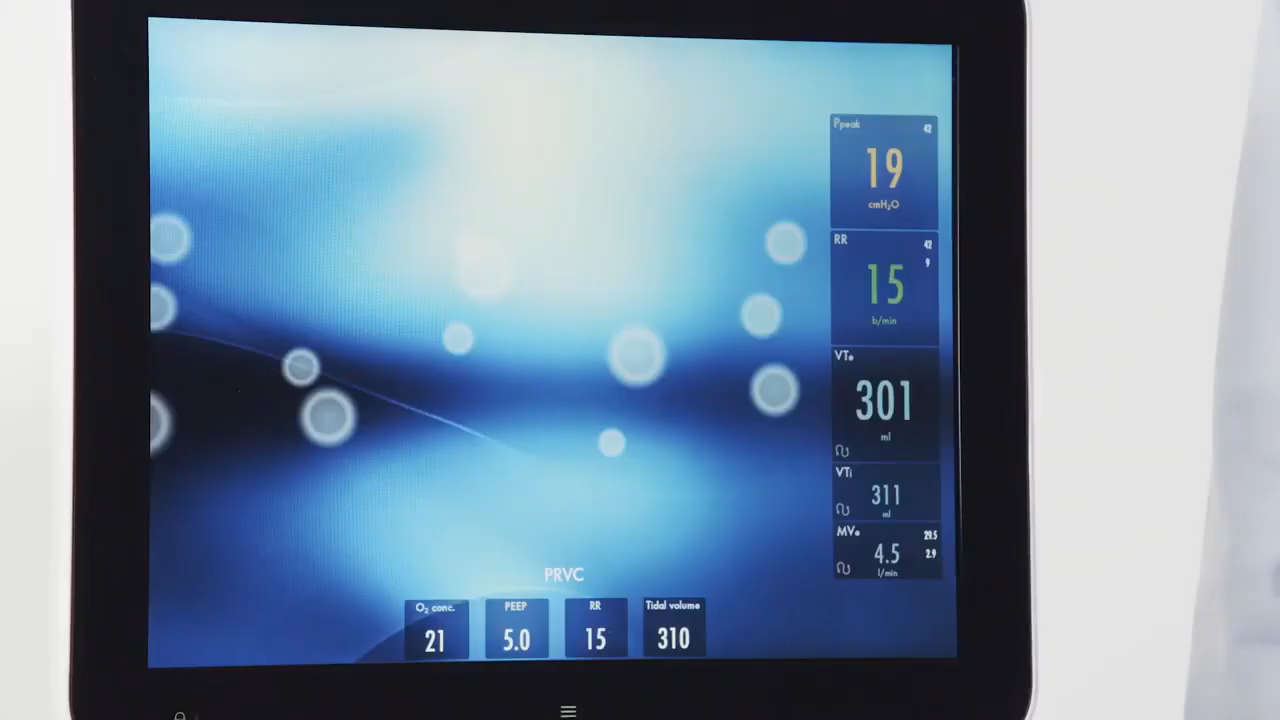 Ppeak 42
19
cmH₂O
RR 42
9
15
b/min
VTe
301
ml
VTi
311
ml
MVe 29.5
2.9
4.5
l/min
PRVC
O₂ conc. PEEP RR Tidal volume
21 5.0 15 310